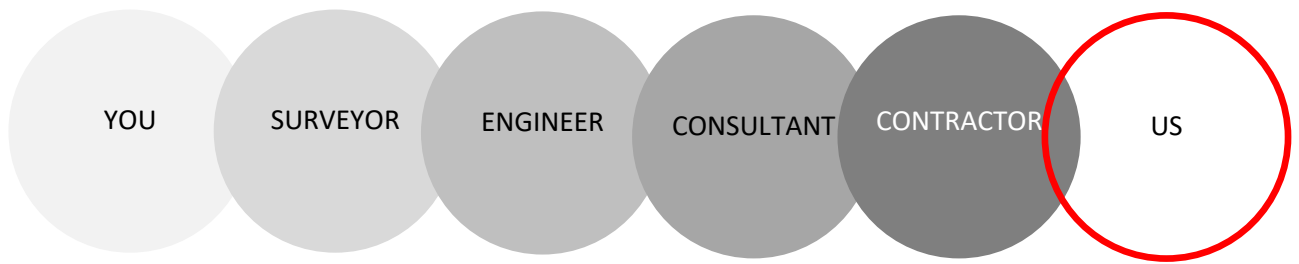 YOU
SURVEYOR
ENGINEER
CONSULTANT
CONTRACTOR
US